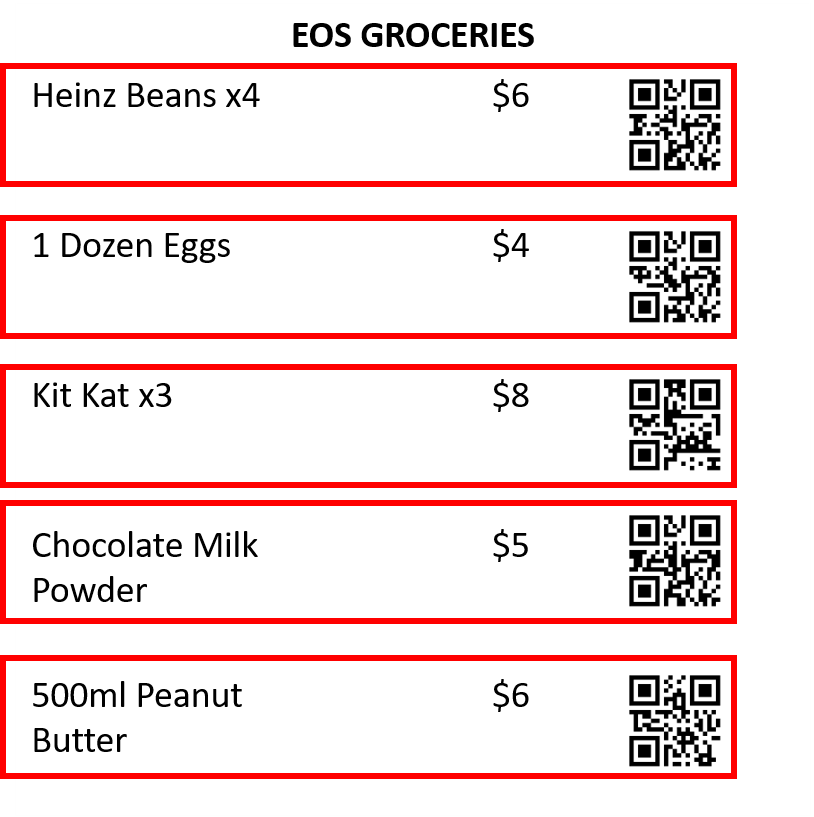 EOS GROCERIES
Heinz Beans x4 $6
1 Dozen Eggs $4
Kit Kat x3 $8
Chocolate Milk $5
Powder
500ml Peanut $6
Butter